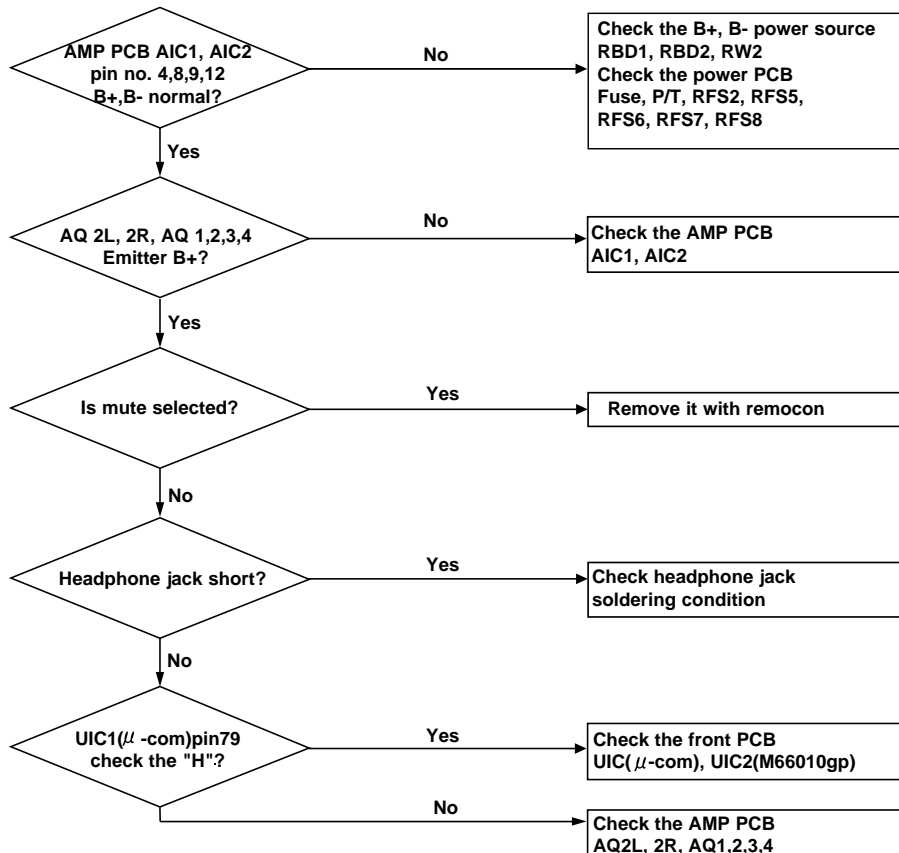 AMP PCB AIC1, AIC2
pin no. 4,8,9,12
B+,B- normal?
No
Check the B+, B- power source
RBD1, RBD2, RW2
Check the power PCB
Fuse, P/T, RFS2, RFS5,
RFS6, RFS7, RFS8
Yes
AQ 2L, 2R, AQ 1,2,3,4
Emitter B+?
No
Check the AMP PCB
AIC1, AIC2
Yes
Is mute selected?
Yes
Remove it with remocon
No
Headphone jack short?
Yes
Check headphone jack
soldering condition
No
UIC1(μ -com)pin79
check the "H".?
Yes
Check the front PCB
UIC(μ-com), UIC2(M66010gp)
No
Check the AMP PCB
AQ2L, 2R, AQ1,2,3,4